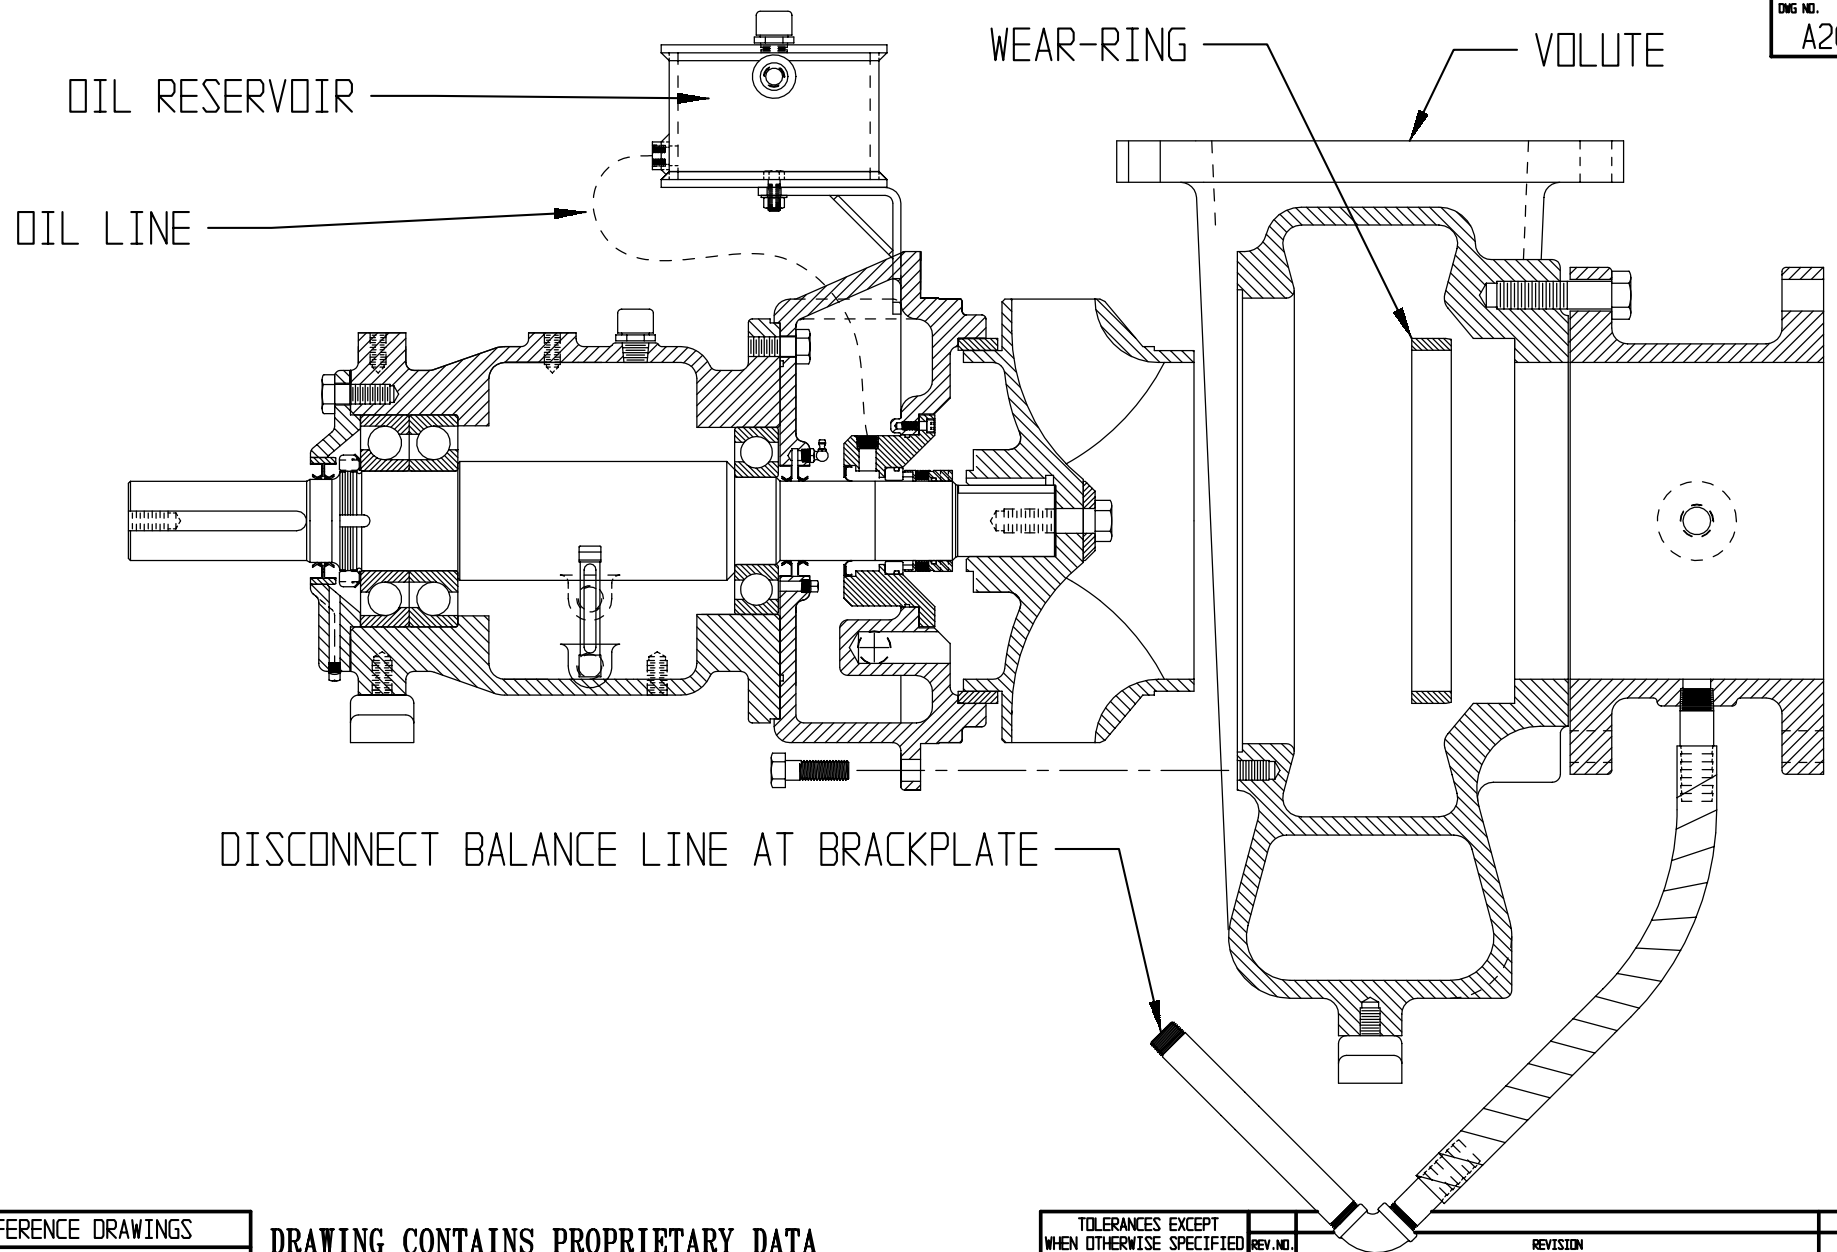 DWG NO.
WEAR-RING
VOLUTE
OIL RESERVOIR
OIL LINE
DISCONNECT BALANCE LINE AT BRACKPLATE
FERENCE DRAWINGS
DRAWING CONTAINS PROPRIETARY DATA
TOLERANCES EXCEPT
WHEN OTHERWISE SPECIFIED
REV.NO.
REVISION